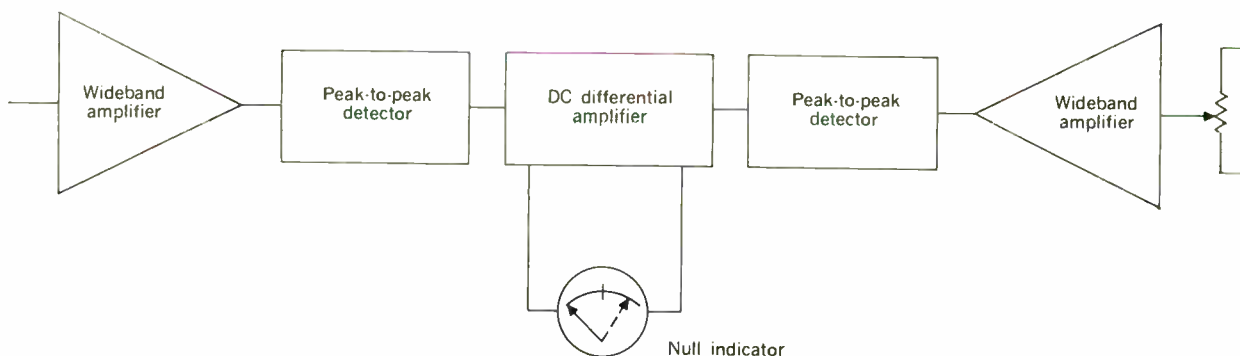 Wideband
amplifier
Peak-to-peak
detector
DC differential
amplifier
Peak-to-peak
detector
Wideband
amplifier
Null indicator